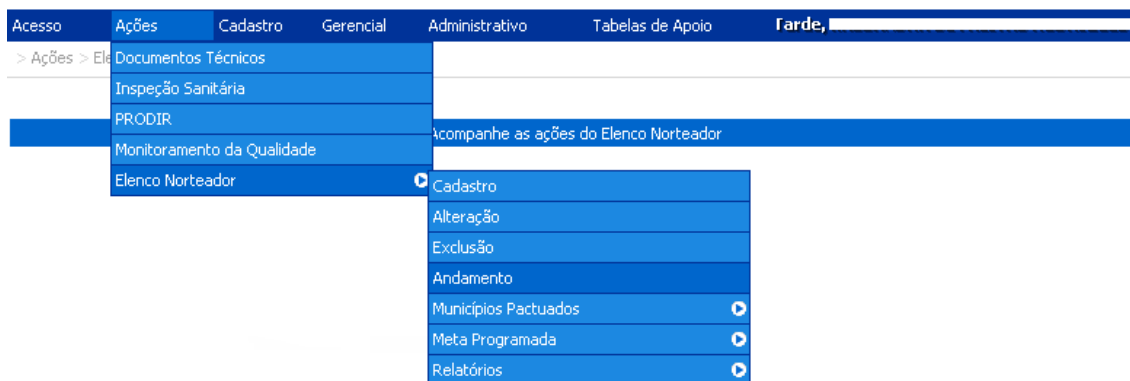 Acesso Ações Cadastro Gerencial Administrativo Tabelas de Apoio Tarde,
> Ações > Ele
Documentos Técnicos
Inspeção Sanitária
PRODIR
Acompanhe as ações do Elenco Norteador
Monitoramento da Qualidade
Elenco Norteador
Cadastro
Alteração
Exclusão
Andamento
Municípios Pactuados
Meta Programada
Relatórios